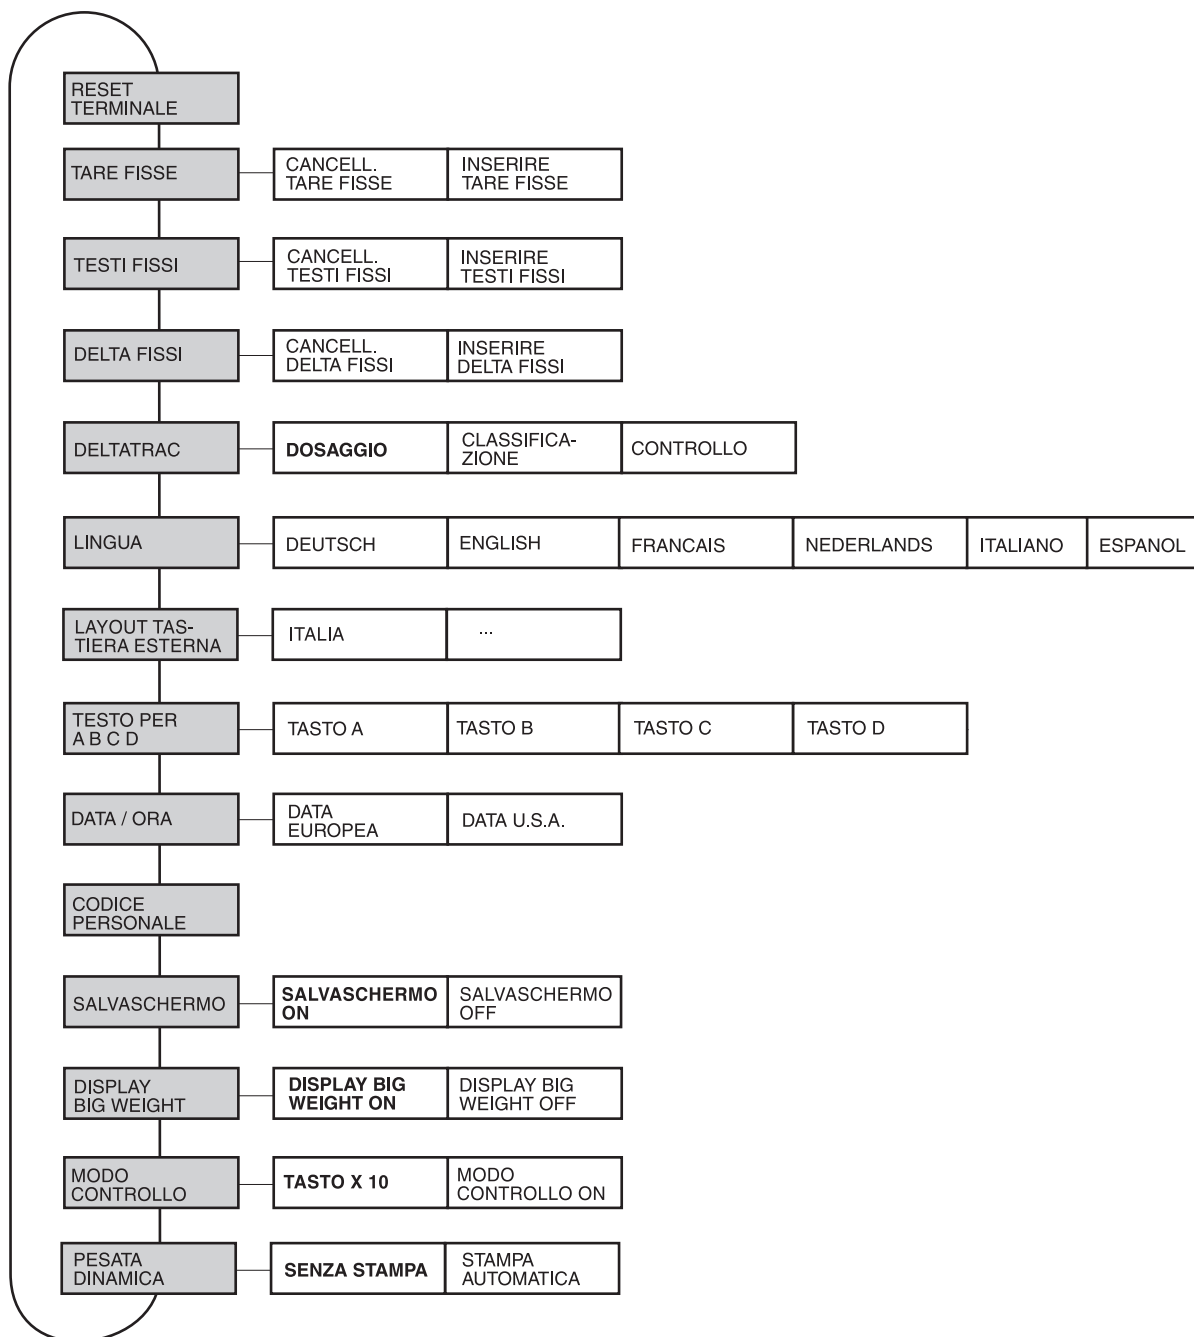 RESET
TERMINALE
TARE FISSE
CANCELL.
TARE FISSE
INSERIRE
TARE FISSE
TESTI FISSI
CANCELL.
TESTI FISSI
INSERIRE
TESTI FISSI
DELTA FISSI
CANCELL.
DELTA FISSI
INSERIRE
DELTA FISSI
DELTATRAC
DOSAGGIO
CLASSIFICA-
ZIONE
CONTROLLO
LINGUA
DEUTSCH
ENGLISH
FRANCAIS
NEDERLANDS
ITALIANO
ESPANOL
LAYOUT TAS-
TIERA ESTERNA
ITALIA
...
TESTO PER
A B C D
TASTO A
TASTO B
TASTO C
TASTO D
DATA / ORA
DATA
EUROPEA
DATA U.S.A.
CODICE
PERSONALE
SALVASCHERMO
SALVASCHERMO
ON
SALVASCHERMO
OFF
DISPLAY
BIG WEIGHT
DISPLAY BIG
WEIGHT ON
DISPLAY BIG
WEIGHT OFF
MODO
CONTROLLO
TASTO X 10
MODO
CONTROLLO ON
PESATA
DINAMICA
SENZA STAMPA
STAMPA
AUTOMATICA